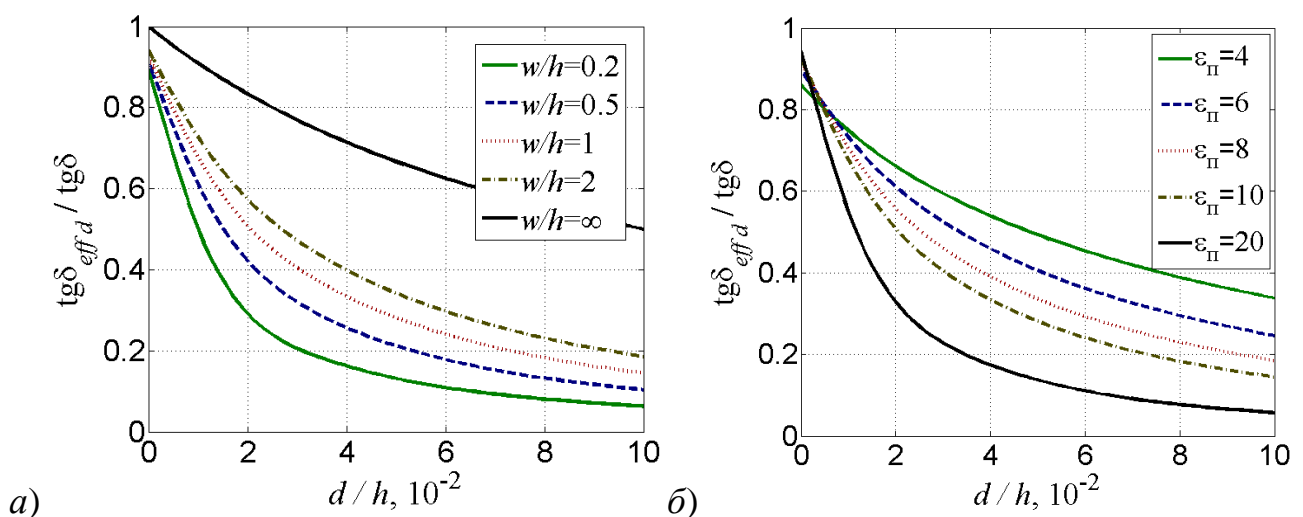 1
0.8
0.6
0.4
0.2
0
tgδeff d / tgδ
0 2 4 6 8 10
d / h, 10⁻²
w/h=0.2
w/h=0.5
w/h=1
w/h=2
w/h=∞
а)
1
0.8
0.6
0.4
0.2
0
tgδeff d / tgδ
0 2 4 6 8 10
d / h, 10⁻²
εп=4
εп=6
εп=8
εп=10
εп=20
б)